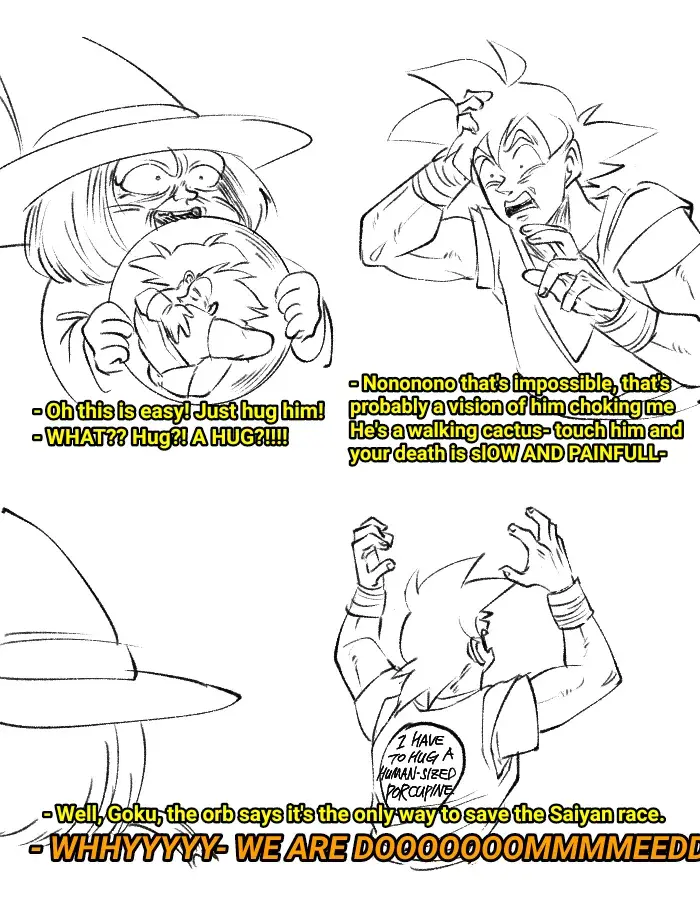 - Oh this is easy! Just hug him!
- WHAT?? Hug?! A HUG?!!!!
- Nononono that's impossible, that's
probably a vision of him choking me
He's a walking cactus- touch him and
your death is slOW AND PAINFULL-
I HAVE
TO HUG A
HUMAN-SIZED
PORCUPINE
- Well, Goku, the orb says it's the only way to save the Saiyan race.
- WHHYYYYY- WE ARE DOOOOOOOMMMMEEDD